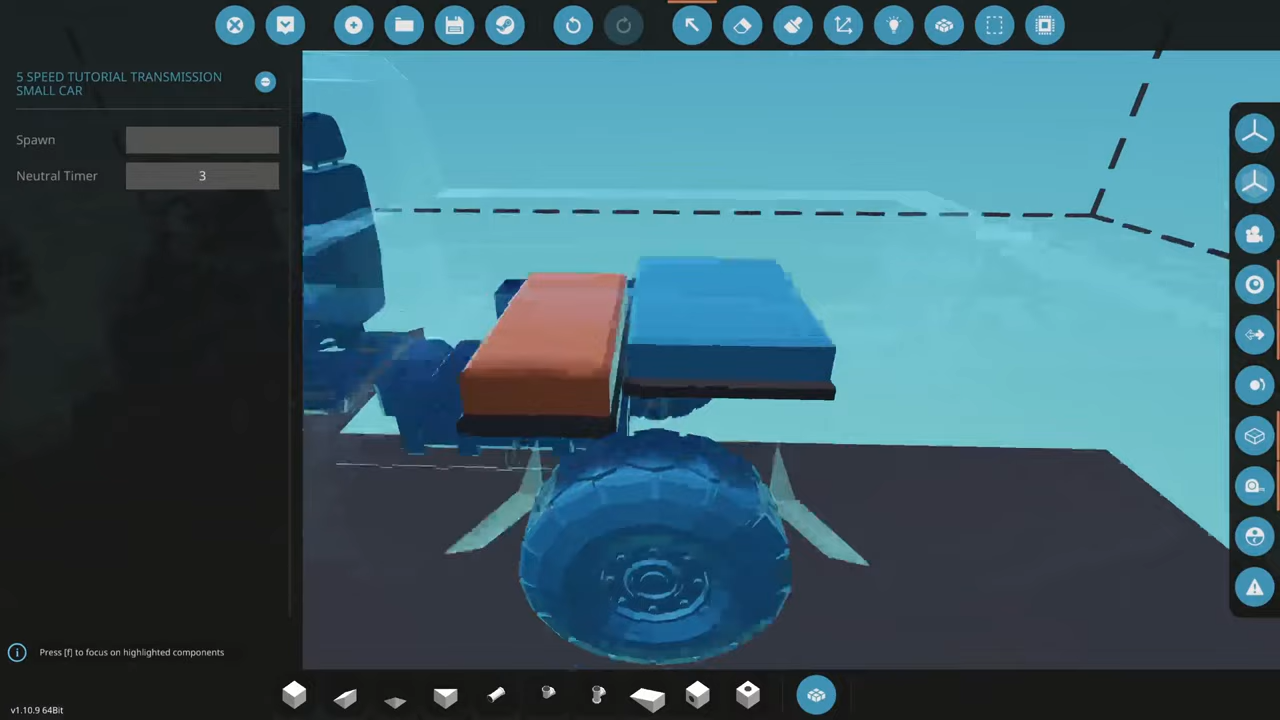 5 SPEED TUTORIAL TRANSMISSION
SMALL CAR
Spawn
Neutral Timer
3
Press [f] to focus on highlighted components
v1.10.9 64Bit